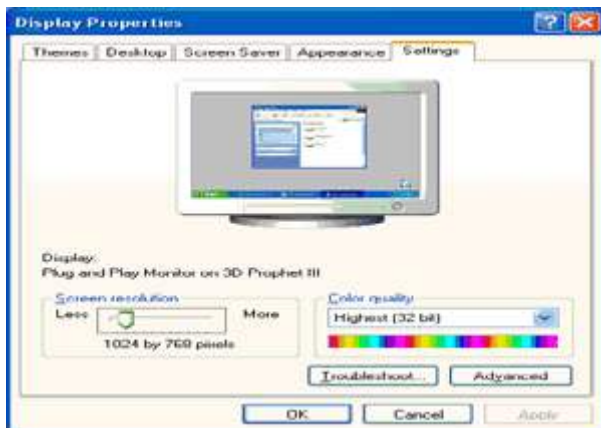 Display Properties
Themes Desktop Screen Saver Appearance Settings
Display:
Plug and Play Monitor on 3D Prophet III
Screen resolution
Less More
1024 by 768 pixels
Color quality
Highest (32 bit)
Troubleshoot... Advanced
OK Cancel Apply